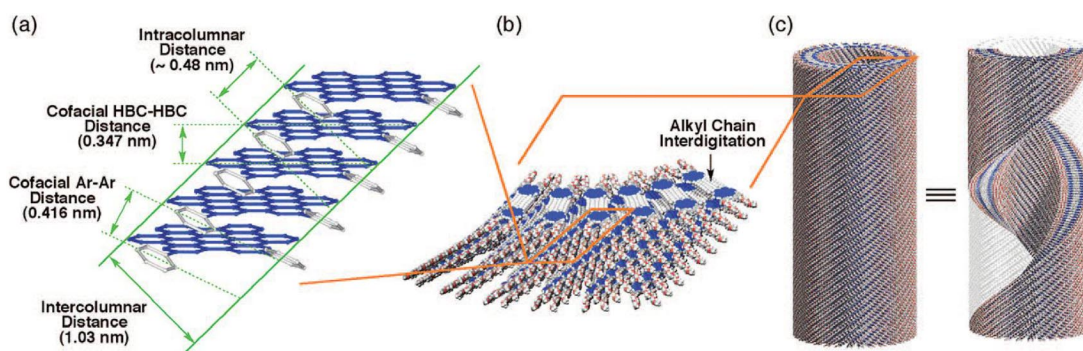 (a)
Intracolumnar
Distance
(~ 0.48 nm)
Cofacial HBC-HBC
Distance
(0.347 nm)
Cofacial Ar-Ar
Distance
(0.416 nm)
Intercolumnar
Distance
(1.03 nm)
(b)
Alkyl Chain
Interdigitation
(c)